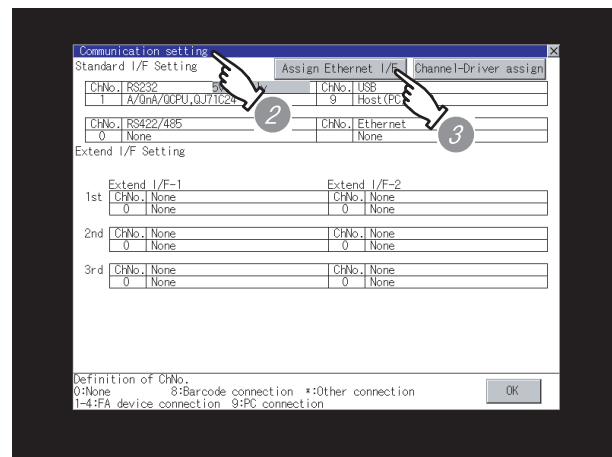 Communication setting
Standard I/F Setting
Assign Ethernet I/F
Channel-Driver assign
ChNo. RS232
1 A/QnA/QCPU,QJ71C24
ChNo. USB
9 Host(PC)
2
3
ChNo. RS422/485
0 None
ChNo. Ethernet
None
Extend I/F Setting
Extend I/F-1
Extend I/F-2
1st ChNo. None
0 None
ChNo. None
0 None
2nd ChNo. None
0 None
ChNo. None
0 None
3rd ChNo. None
0 None
ChNo. None
0 None
Definition of ChNo.
0:None 8:Barcode connection *:Other connection
1-4:FA device connection 9:PC connection
OK